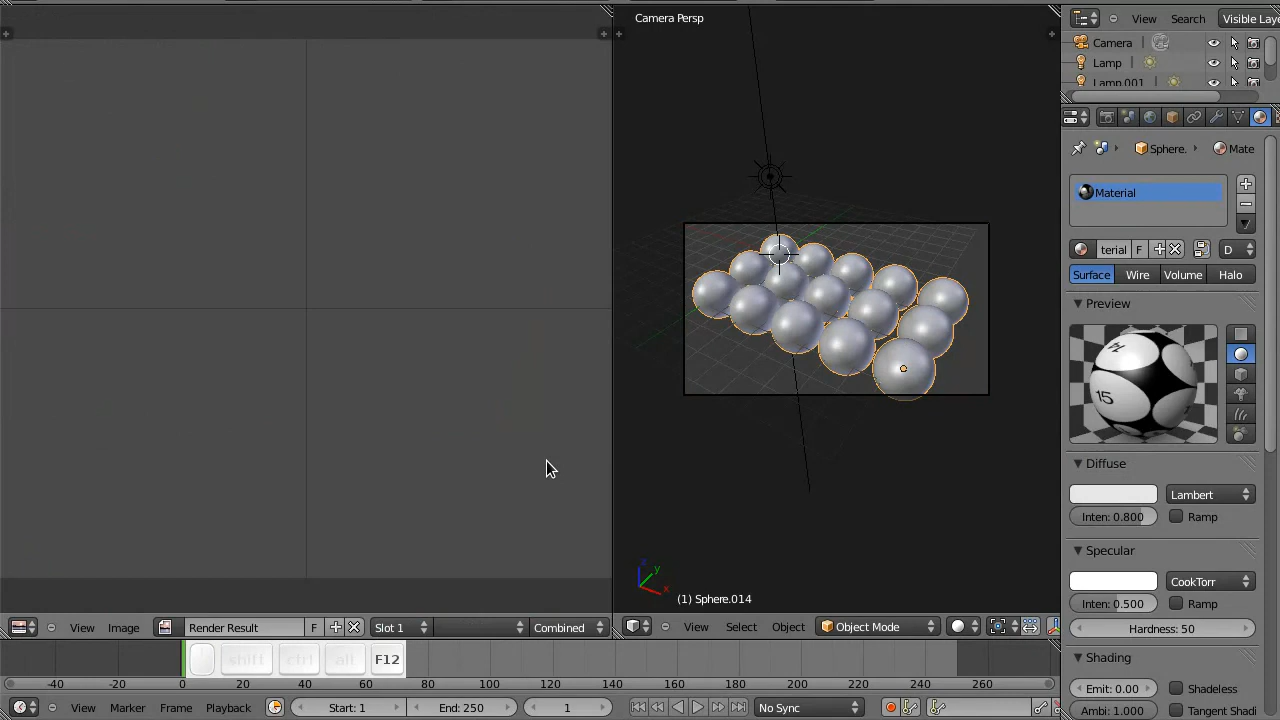 Camera Persp
View Search Visible Lay
Camera
Lamp
Lamp.001
Sphere. Mate
Material
terial F D
Surface Wire Volume Halo
Preview
15
Diffuse
Lambert
Inten: 0.800 Ramp
Specular
CookTorr
Inten: 0.500 Ramp
Hardness: 50
Shading
Emit: 0.00 Shadeless
Ambi: 1.000 Tangent Shadi
z
y
x
(1) Sphere.014
View Image Render Result F Slot 1 Combined
View Select Object Object Mode
shift ctrl alt F12
-40 -20 0 20 40 60 80 100 120 140 160 180 200 220 240 260
View Marker Frame Playback Start: 1 End: 250 1 No Sync